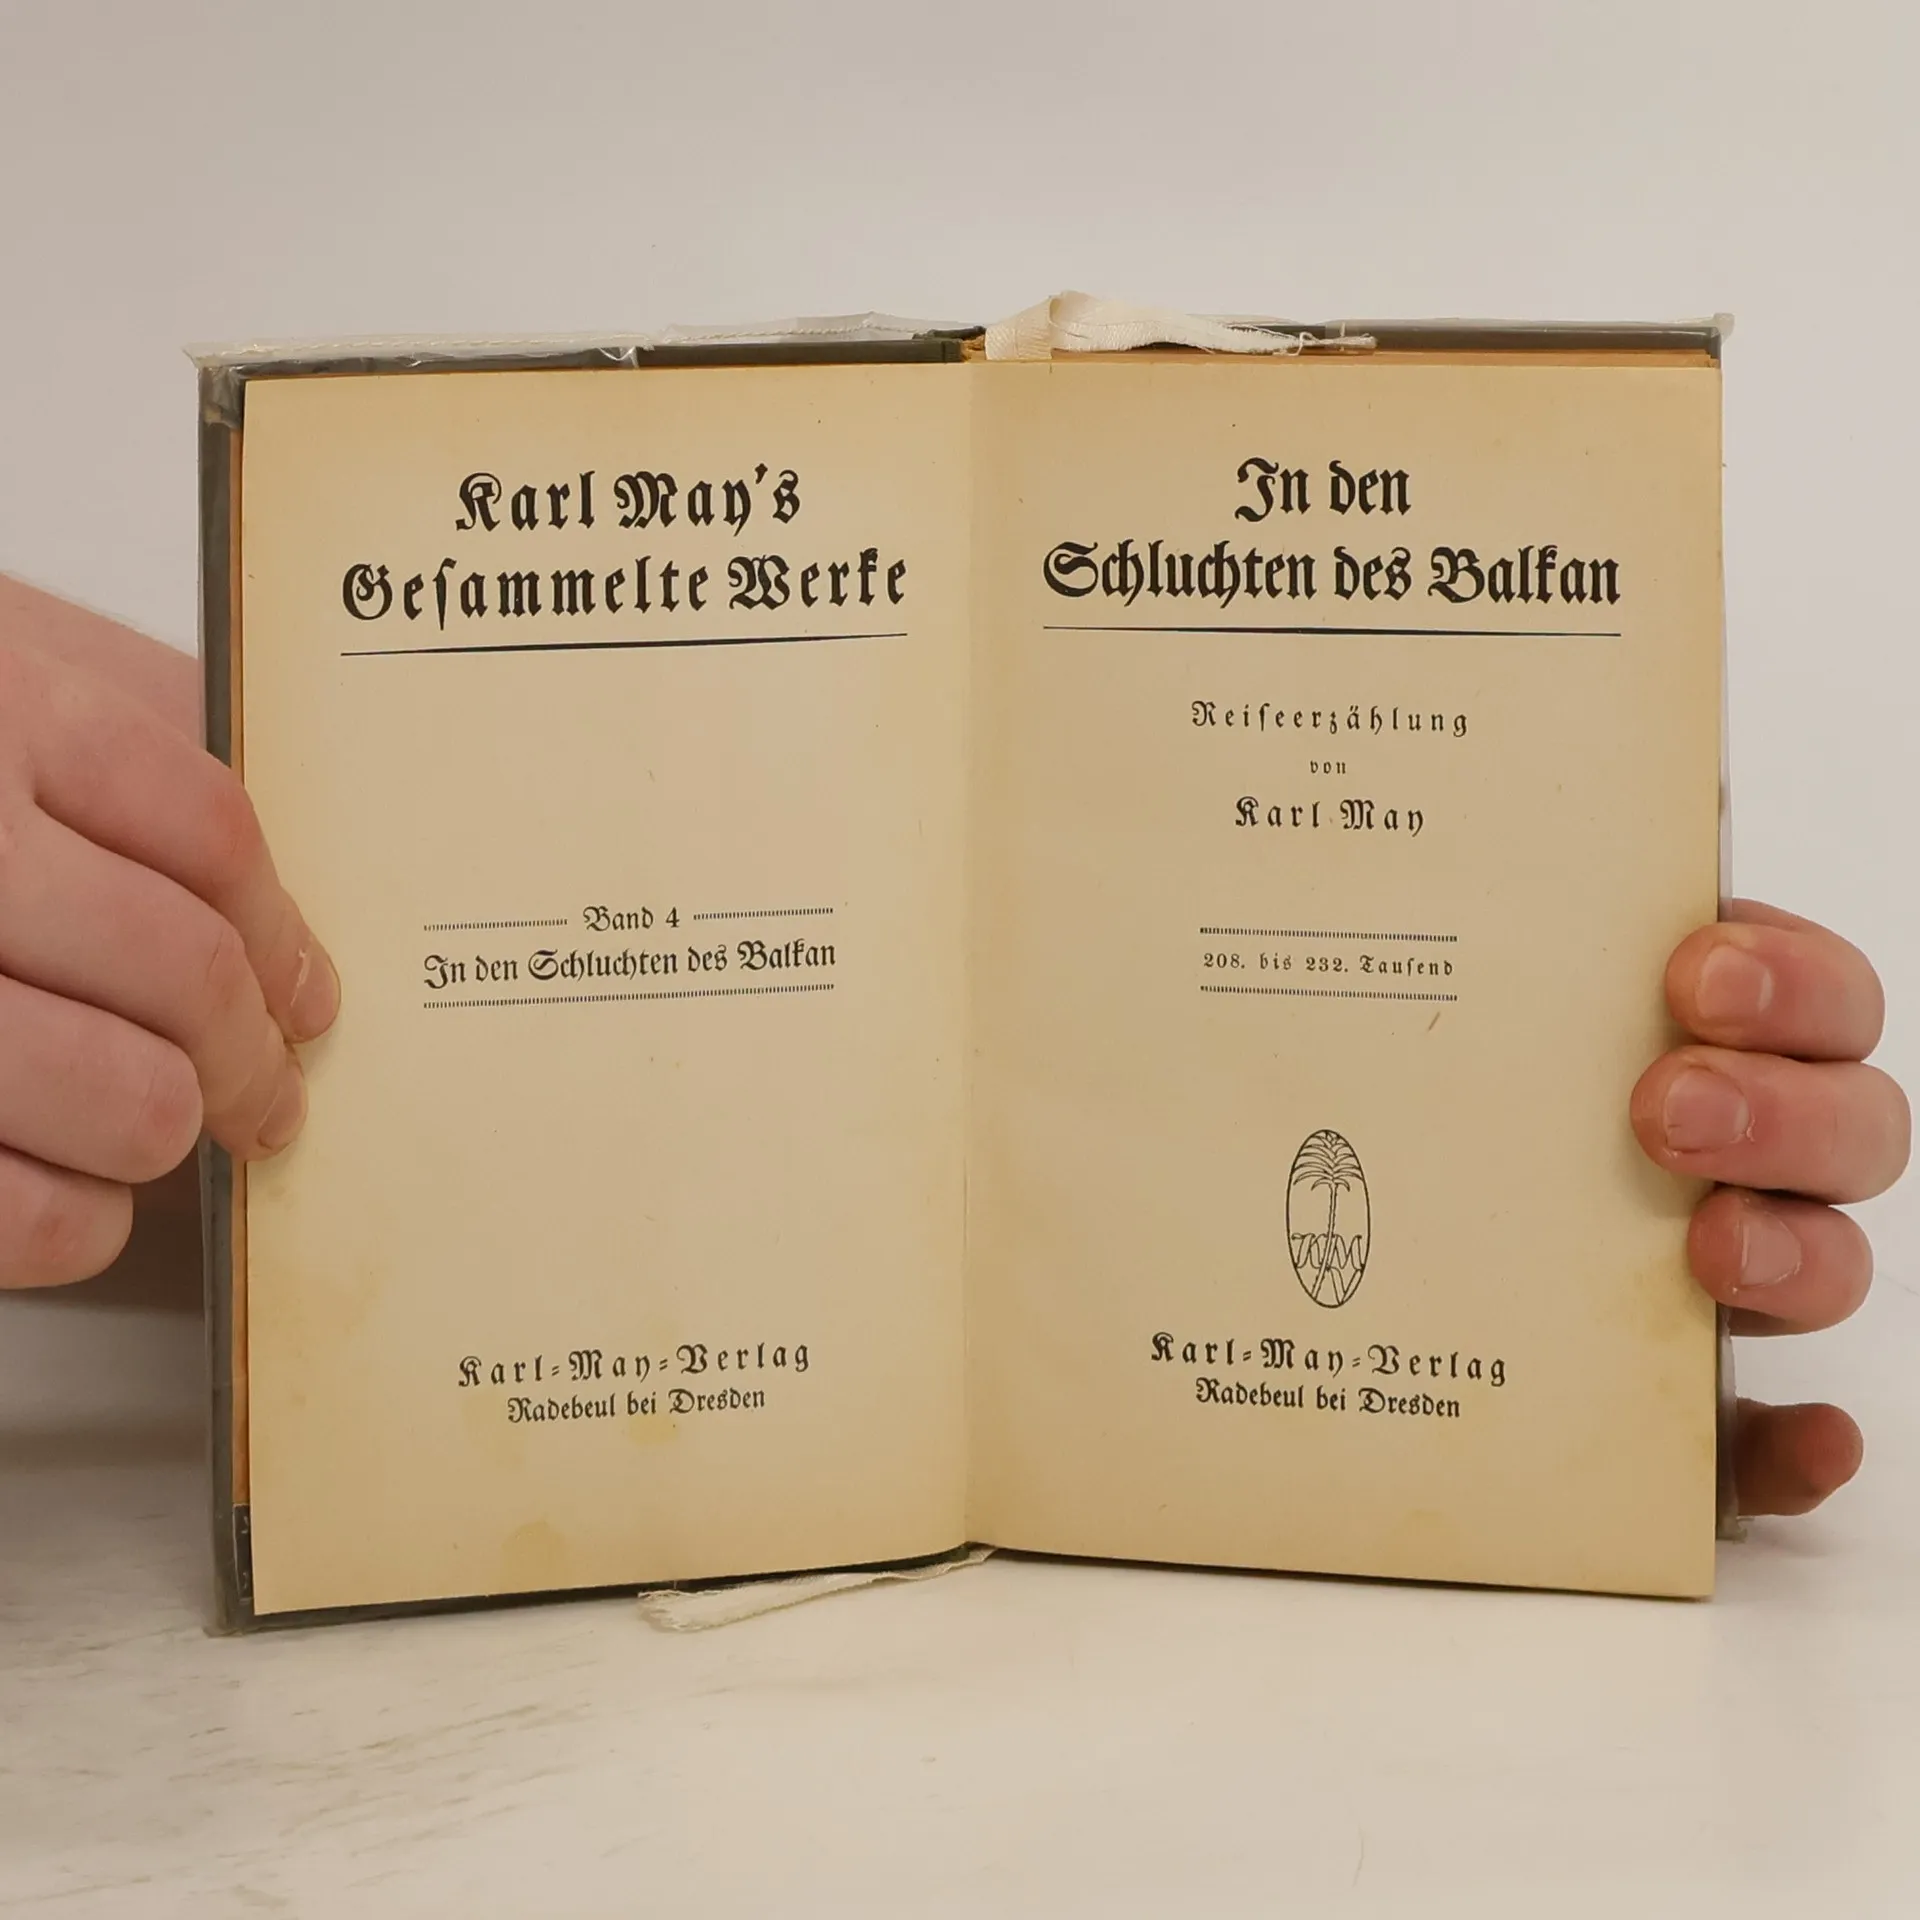 Karl May's
Geſammelte Werke
Band 4
In den Schluchten des Balkan
Karl-May-Verlag
Radebeul bei Dresden
In den
Schluchten des Balkan
Reiſeerzählung
von
Karl May
208. bis 232. Tauſend
KM
V
Karl-May-Verlag
Radebeul bei Dresden